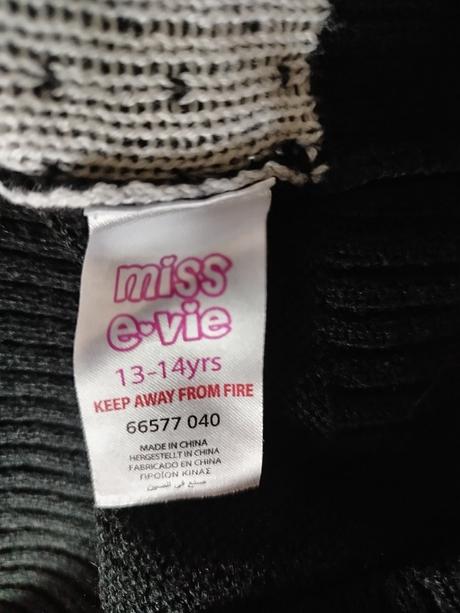 miss
e-vie
13-14yrs
KEEP AWAY FROM FIRE
66577 040
MADE IN CHINA
HERGESTELLT IN CHINA
FABRICADO EN CHINA
ΠΡΟΪΟΝ ΚΙΝΑΣ
صنع في الصين